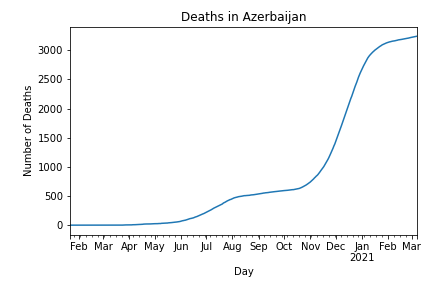 Deaths in Azerbaijan
3000
2500
2000
1500
1000
500
0
Number of Deaths
Feb Mar Apr May Jun Jul Aug Sep Oct Nov Dec Jan Feb Mar
2021
Day